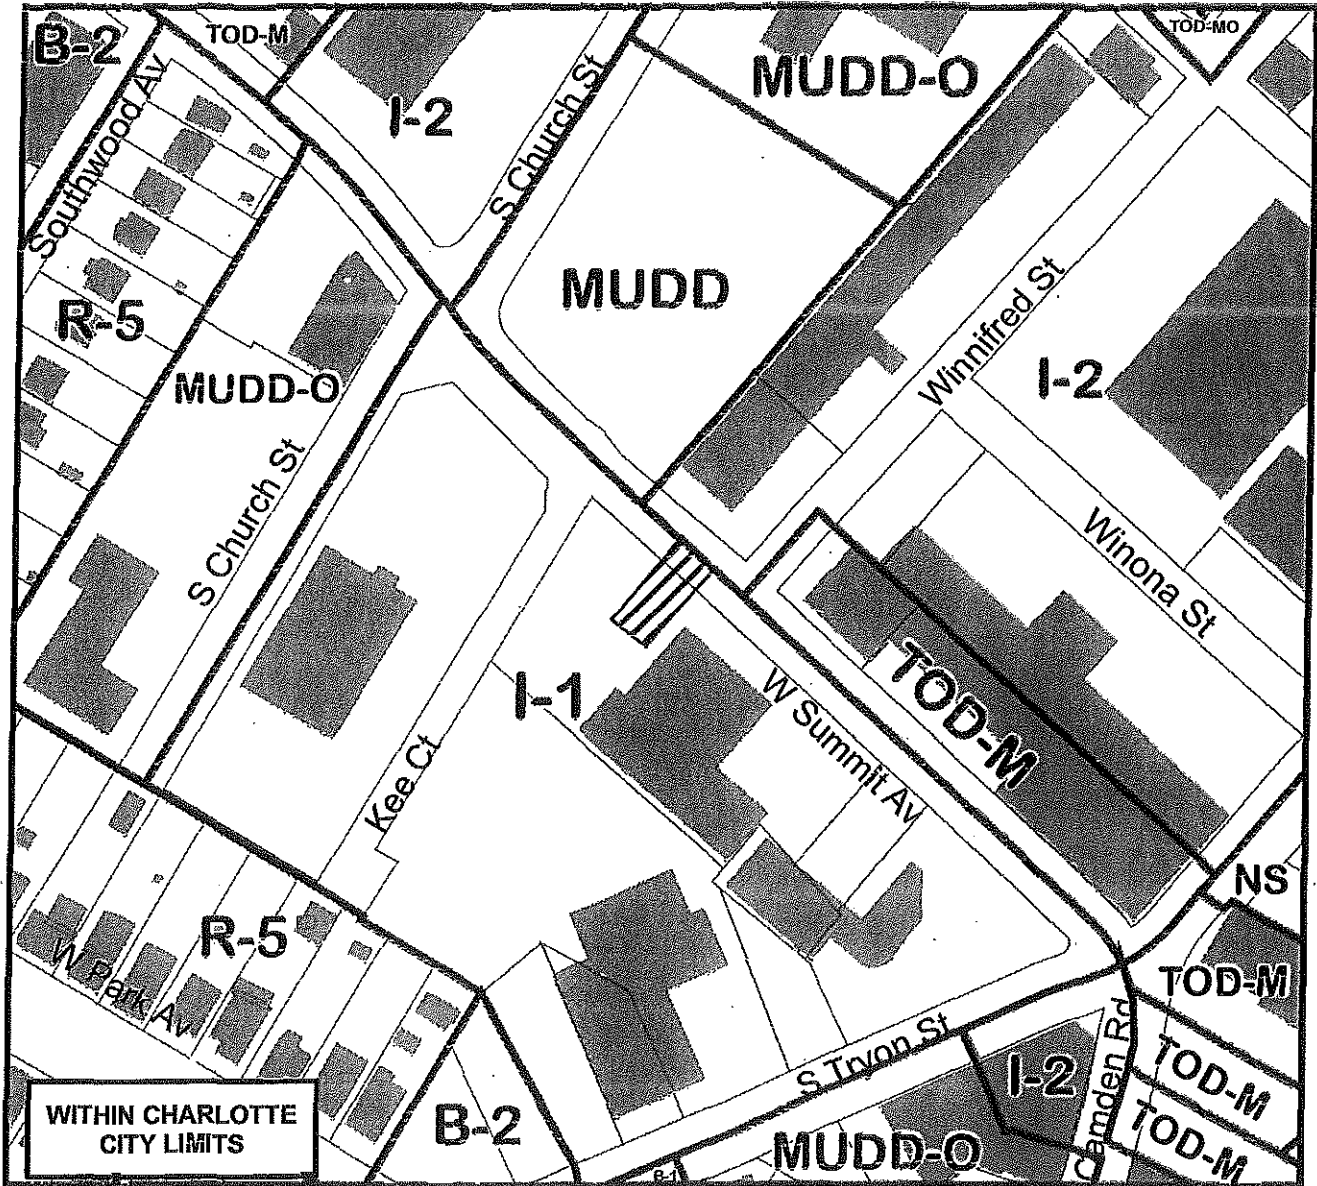 B-2
TOD-M
I-2
S Church St
MUDD-O
TOD-MO
Southwood Av
R-5
MUDD
MUDD-O
Winnifred St
I-2
S Church St
Winona St
I-1
W Summit Av
TOD-M
Kee Ct
NS
R-5
W Park Av
TOD-M
S Tryon St
I-2
Camden Rd
TOD-M
TOD-M
B-2
MUDD-O
B-1
WITHIN CHARLOTTE
CITY LIMITS